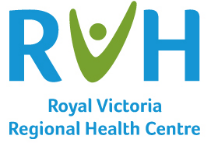 RVH
Royal Victoria
Regional Health Centre